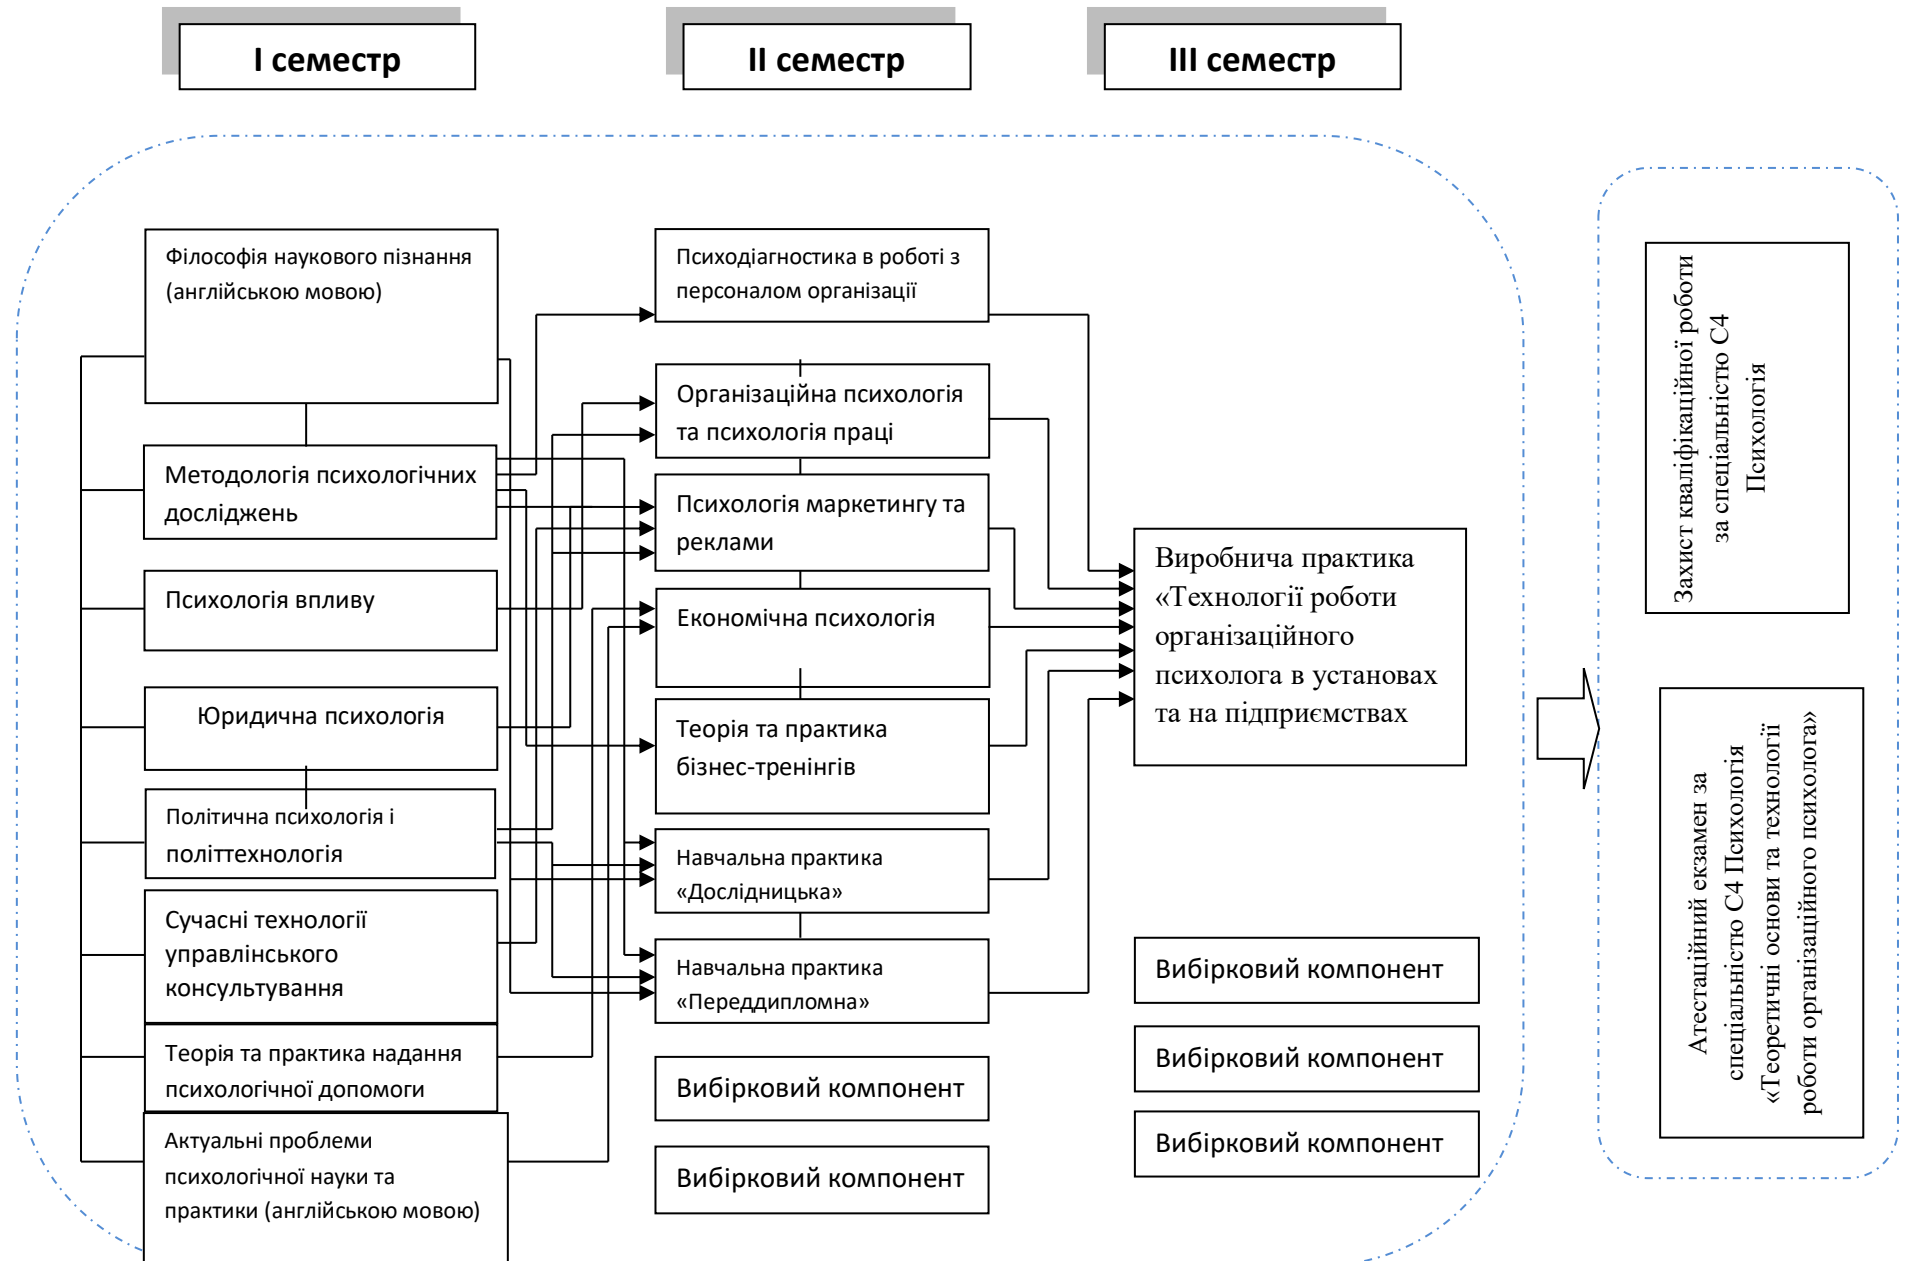 І семестр
ІІ семестр
ІІІ семестр
Філософія наукового пізнання
(англійською мовою)
Методологія психологічних
досліджень
Психологія впливу
Юридична психологія
Політична психологія і
політтехнологія
Сучасні технології
управлінського
консультування
Теорія та практика надання
психологічної допомоги
Актуальні проблеми
психологічної науки та
практики (англійською мовою)
Психодіагностика в роботі з
персоналом організації
Організаційна психологія
та психологія праці
Психологія маркетингу та
реклами
Економічна психологія
Теорія та практика
бізнес-тренінгів
Навчальна практика
«Дослідницька»
Навчальна практика
«Переддипломна»
Вибірковий компонент
Вибірковий компонент
Виробнича практика
«Технології роботи
організаційного
психолога в установах
та на підприємствах
Вибірковий компонент
Вибірковий компонент
Вибірковий компонент
Захист кваліфікаційної роботи
за спеціальністю С4
Психологія
Атестаційний екзамен за
спеціальністю С4 Психологія
«Теоретичні основи та технології
роботи організаційного психолога»